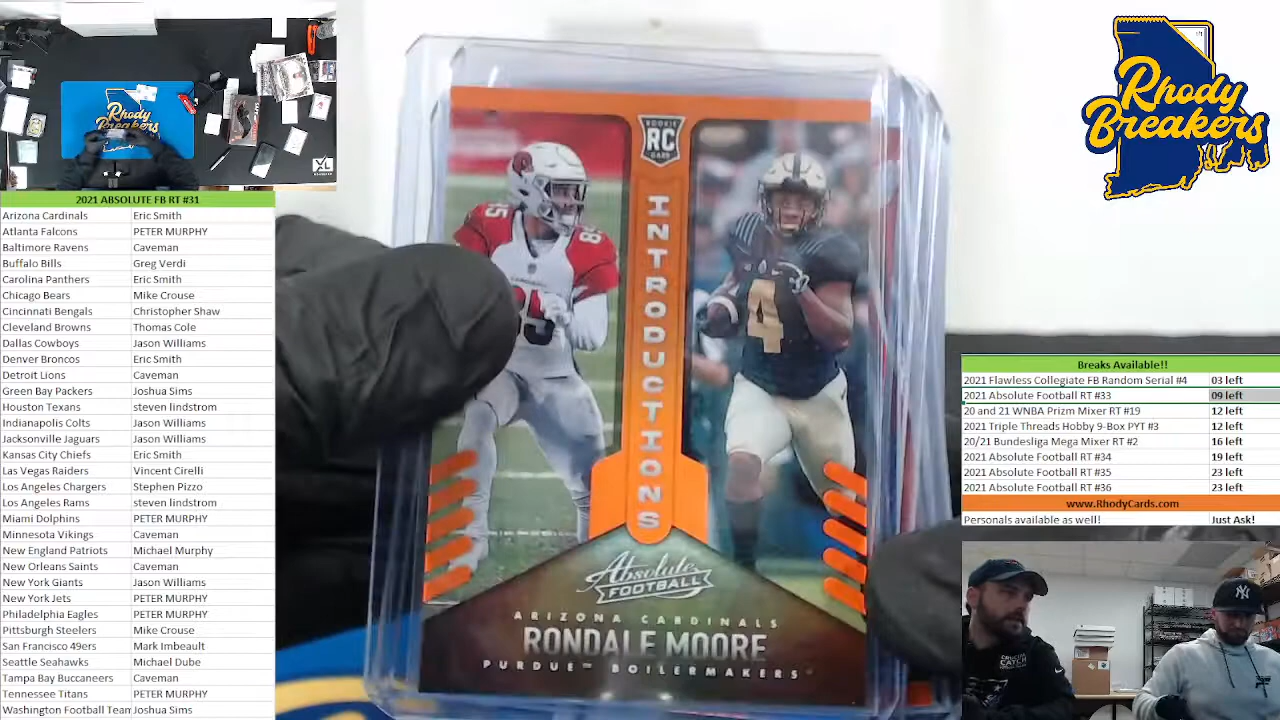 Rhody
Breakers
2021 ABSOLUTE FB RT #31
Arizona Cardinals Eric Smith
Atlanta Falcons PETER MURPHY
Baltimore Ravens Caveman
Buffalo Bills Greg Verdi
Carolina Panthers Eric Smith
Chicago Bears Mike Crouse
Cincinnati Bengals Christopher Shaw
Cleveland Browns Thomas Cole
Dallas Cowboys Jason Williams
Denver Broncos Eric Smith
Detroit Lions Caveman
Green Bay Packers Joshua Sims
Houston Texans steven lindstrom
Indianapolis Colts Jason Williams
Jacksonville Jaguars Jason Williams
Kansas City Chiefs Eric Smith
Las Vegas Raiders Vincent Cirelli
Los Angeles Chargers Stephen Pizzo
Los Angeles Rams steven lindstrom
Miami Dolphins PETER MURPHY
Minnesota Vikings Caveman
New England Patriots Michael Murphy
New Orleans Saints Caveman
New York Giants Jason Williams
New York Jets PETER MURPHY
Philadelphia Eagles PETER MURPHY
Pittsburgh Steelers Mike Crouse
San Francisco 49ers Mark Imbeault
Seattle Seahawks Michael Dube
Tampa Bay Buccaneers Caveman
Tennessee Titans PETER MURPHY
Washington Football Team Joshua Sims
ROOKIE
RC
CARD
INTRODUCTIONS
85
4
Absolute
FOOTBALL
ARIZONA CARDINALS
RONDALE MOORE
PURDUE™ BOILERMAKERS™
Rhody
Breakers
Breaks Available!!
2021 Flawless Collegiate FB Random Serial #4 03 left
2021 Absolute Football RT #33 09 left
20 and 21 WNBA Prizm Mixer RT #19 12 left
2021 Triple Threads Hobby 9-Box PYT #3 12 left
20/21 Bundesliga Mega Mixer RT #2 16 left
2021 Absolute Football RT #34 19 left
2021 Absolute Football RT #35 23 left
2021 Absolute Football RT #36 23 left
www.RhodyCards.com
Personals available as well! Just Ask!